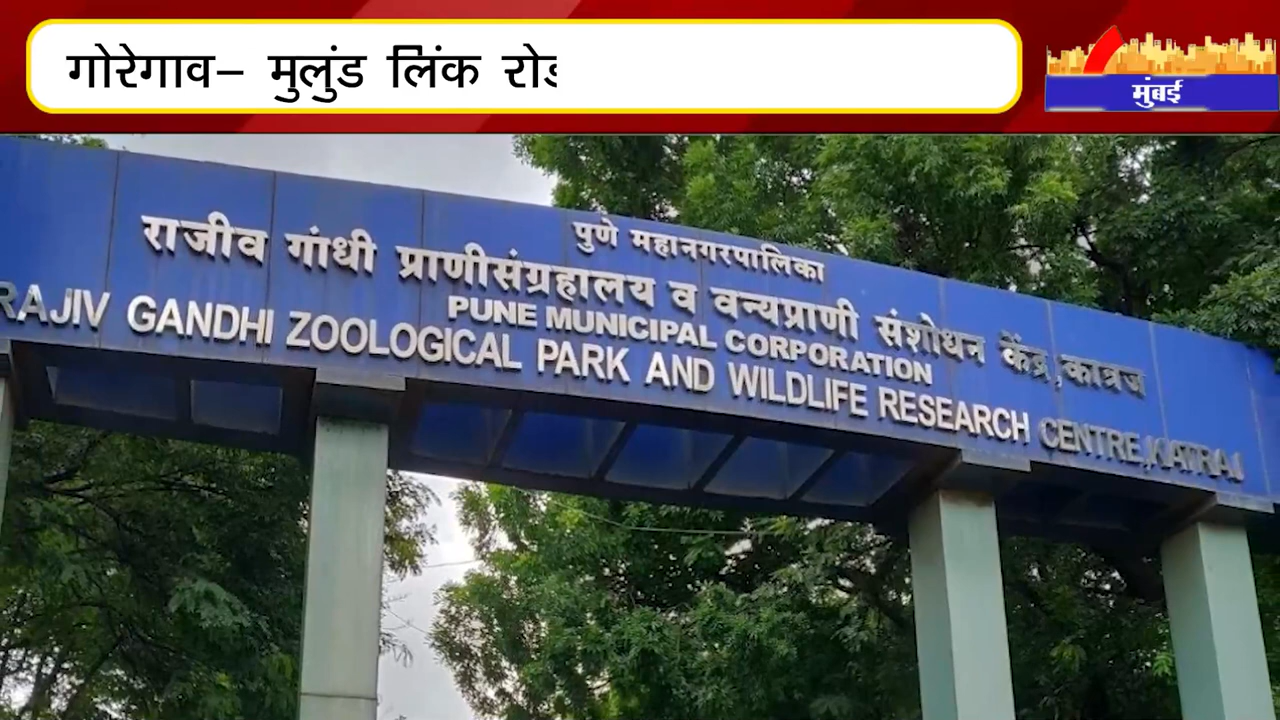 गोरेगाव– मुलुंड लिंक रोड
मुंबई
पुणे महानगरपालिका
राजीव गांधी प्राणीसंग्रहालय व वन्यप्राणी संशोधन केंद्र,कात्रज
PUNE MUNICIPAL CORPORATION
RAJIV GANDHI ZOOLOGICAL PARK AND WILDLIFE RESEARCH CENTRE,KATRAJ